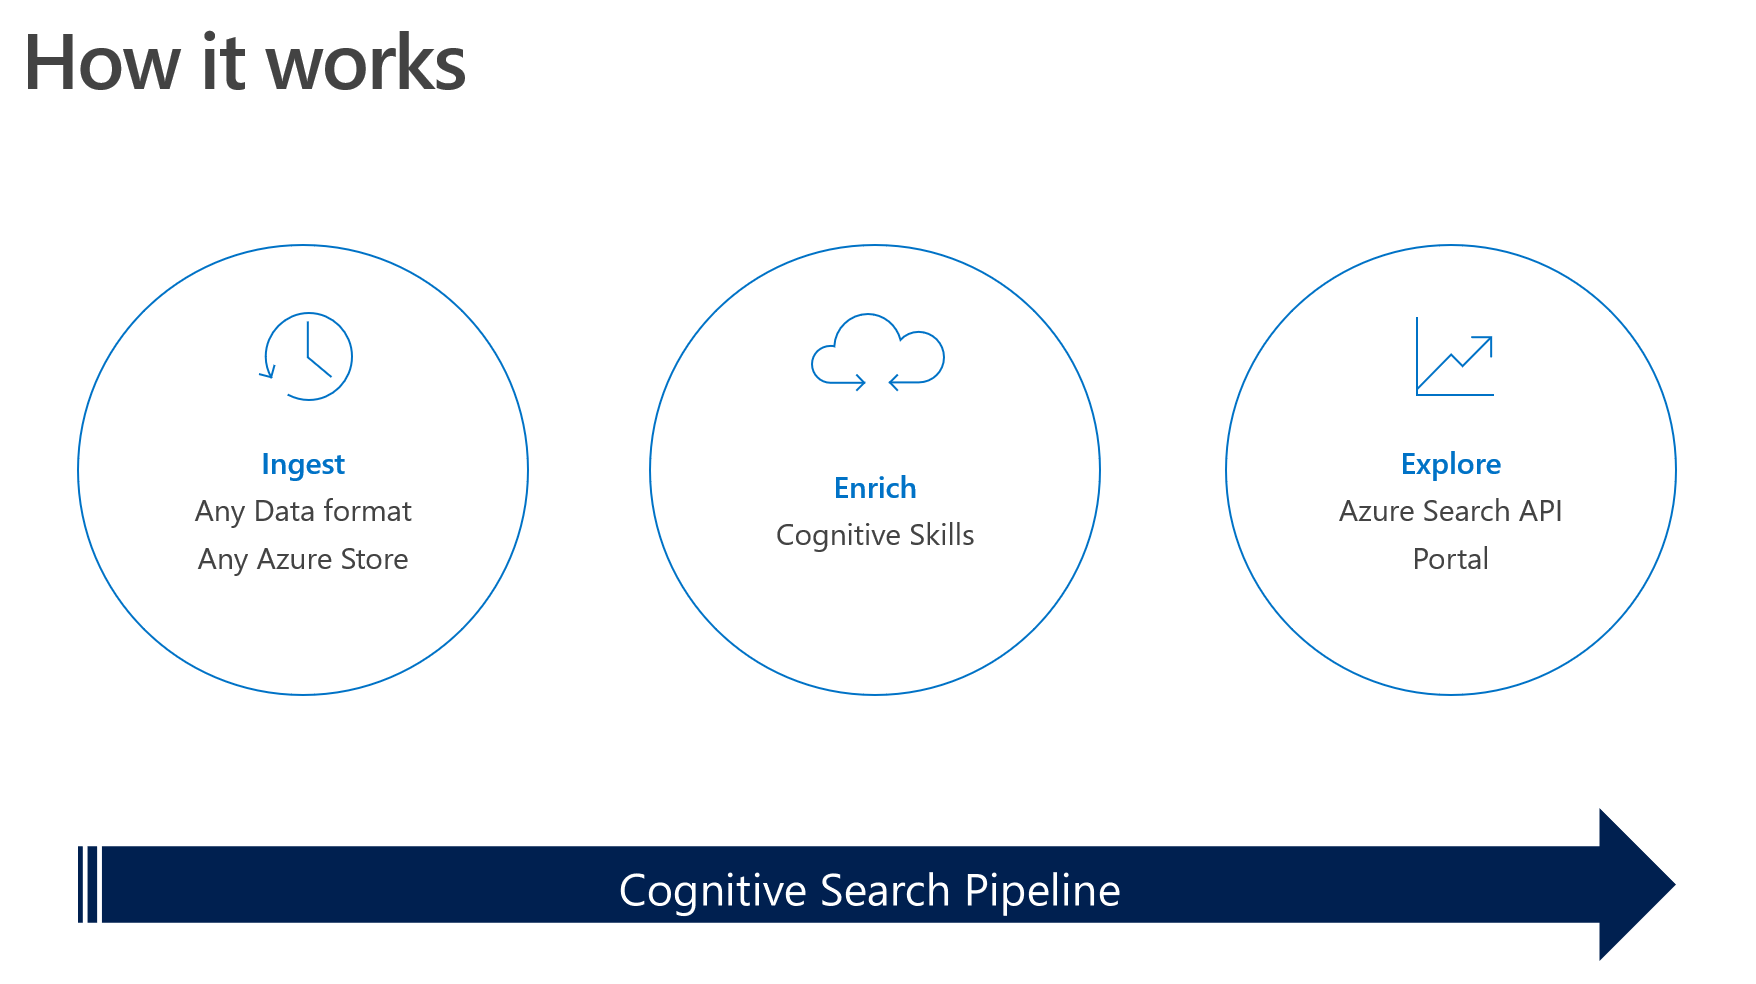 How it works
Ingest
Any Data format
Any Azure Store
Enrich
Cognitive Skills
Explore
Azure Search API
Portal
Cognitive Search Pipeline